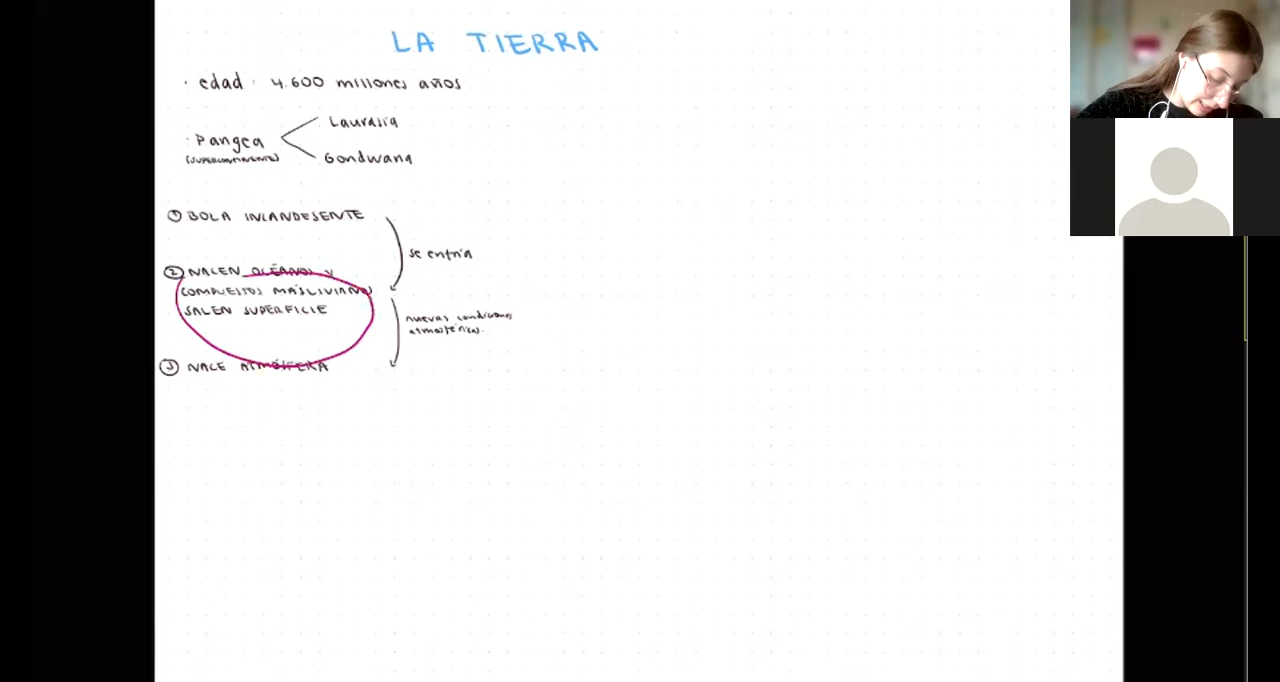 LA TIERRA
· edad : 4.600 millones años
Laurasia
· Pangea
(SUPERCONTINENTE)
Gondwana
① BOLA INCANDESENTE
se enfría
② NACEN OCÉANOS Y
COMPUESTOS MÁS LIVIANOS
SALEN SUPERFICIE
nuevas condiciones
atmosféricas.
③ NACE ATMÓSFERA